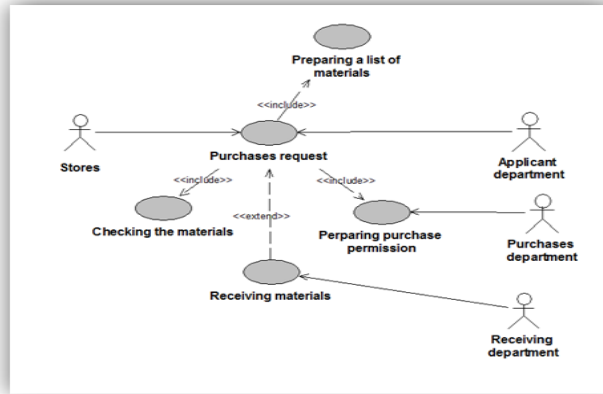 Preparing a list of
materials
<<include>>
Stores
Purchases request
Applicant
department
<<include>>
<<include>>
<<extend>>
Checking the materials
Perparing purchase
permission
Purchases
department
Receiving materials
Receiving
department